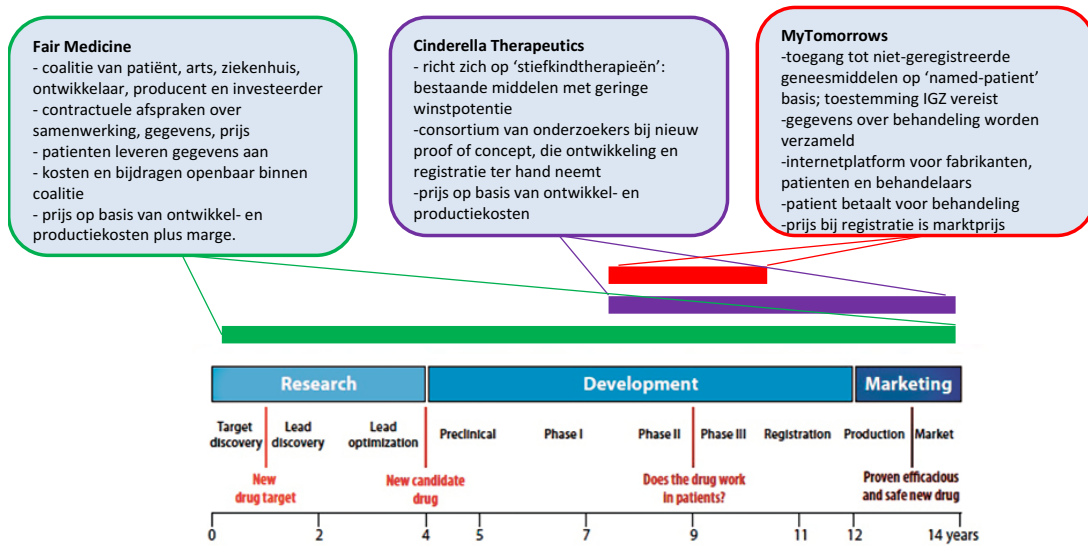 Fair Medicine
- coalitie van patiënt, arts, ziekenhuis,
ontwikkelaar, producent en investeerder
- contractuele afspraken over
samenwerking, gegevens, prijs
- patienten leveren gegevens aan
- kosten en bijdragen openbaar binnen
coalitie
- prijs op basis van ontwikkel- en
productiekosten plus marge.
Cinderella Therapeutics
- richt zich op ‘stiefkindtherapieën’:
bestaande middelen met geringe
winstpotentie
-consortium van onderzoekers bij nieuw
proof of concept, die ontwikkeling en
registratie ter hand neemt
-prijs op basis van ontwikkel- en
productiekosten
MyTomorrows
-toegang tot niet-geregistreerde
geneesmiddelen op ‘named-patient’
basis; toestemming IGZ vereist
-gegevens over behandeling worden
verzameld
-internetplatform voor fabrikanten,
patienten en behandelaars
-patient betaalt voor behandeling
-prijs bij registratie is marktprijs
Research Development Marketing
Target
discovery
Lead
discovery
Lead
optimization
Preclinical
Phase I
Phase II
Phase III
Registration
Production
Market
New
drug target
New candidate
drug
Does the drug work
in patients?
Proven efficacious
and safe new drug
0 2 4 5 7 9 11 12 14 years